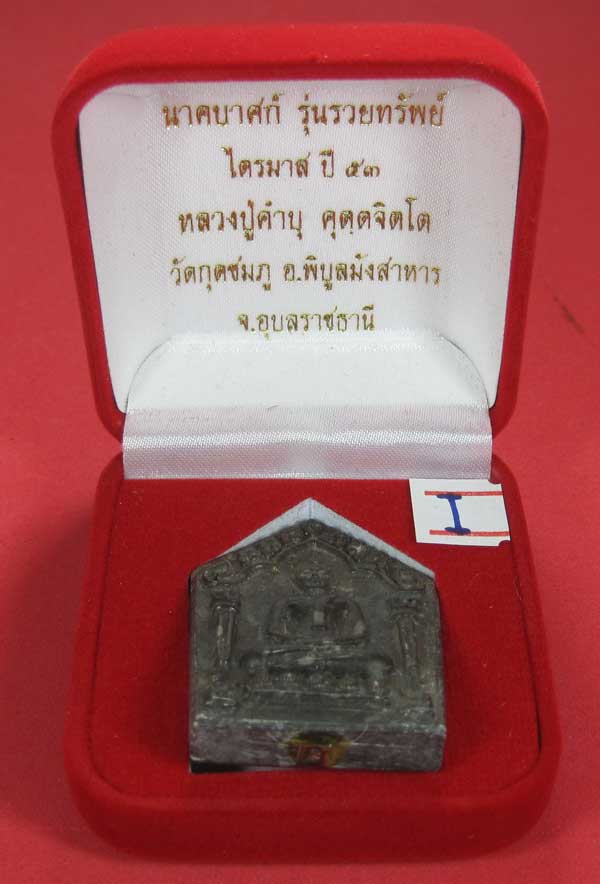 นาคบาศก์ รุ่นรวยทรัพย์
ไตรมาส ปี ๕๓
หลวงปู่คำบุ คุตฺตจิตโต
วัดกุดชมภู อ.พิบูลมังสาหาร
จ.อุบลราชธานี
I